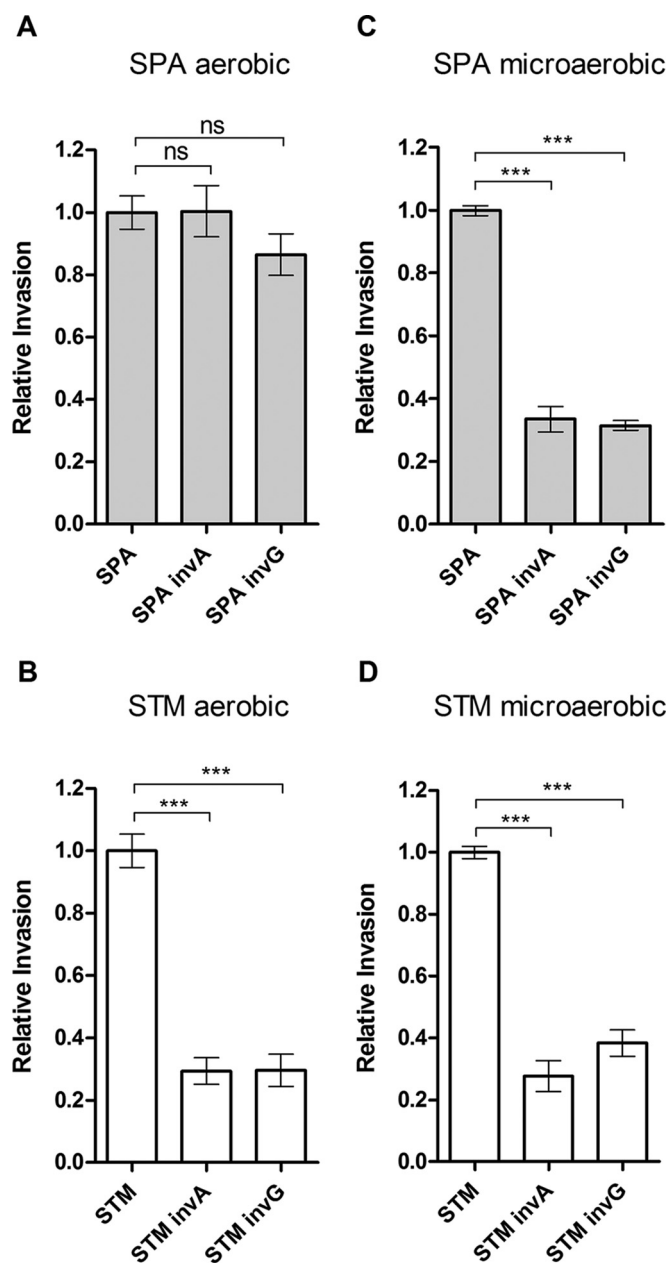 A
SPA aerobic
ns
ns
1.2
1.0
0.8
0.6
0.4
0.2
0.0
Relative Invasion
SPA
SPA invA
SPA invG
C
SPA microaerobic
***
***
1.2
1.0
0.8
0.6
0.4
0.2
0.0
Relative Invasion
SPA
SPA invA
SPA invG
B
STM aerobic
***
***
1.2
1.0
0.8
0.6
0.4
0.2
0.0
Relative Invasion
STM
STM invA
STM invG
D
STM microaerobic
***
***
1.2
1.0
0.8
0.6
0.4
0.2
0.0
Relative Invasion
STM
STM invA
STM invG